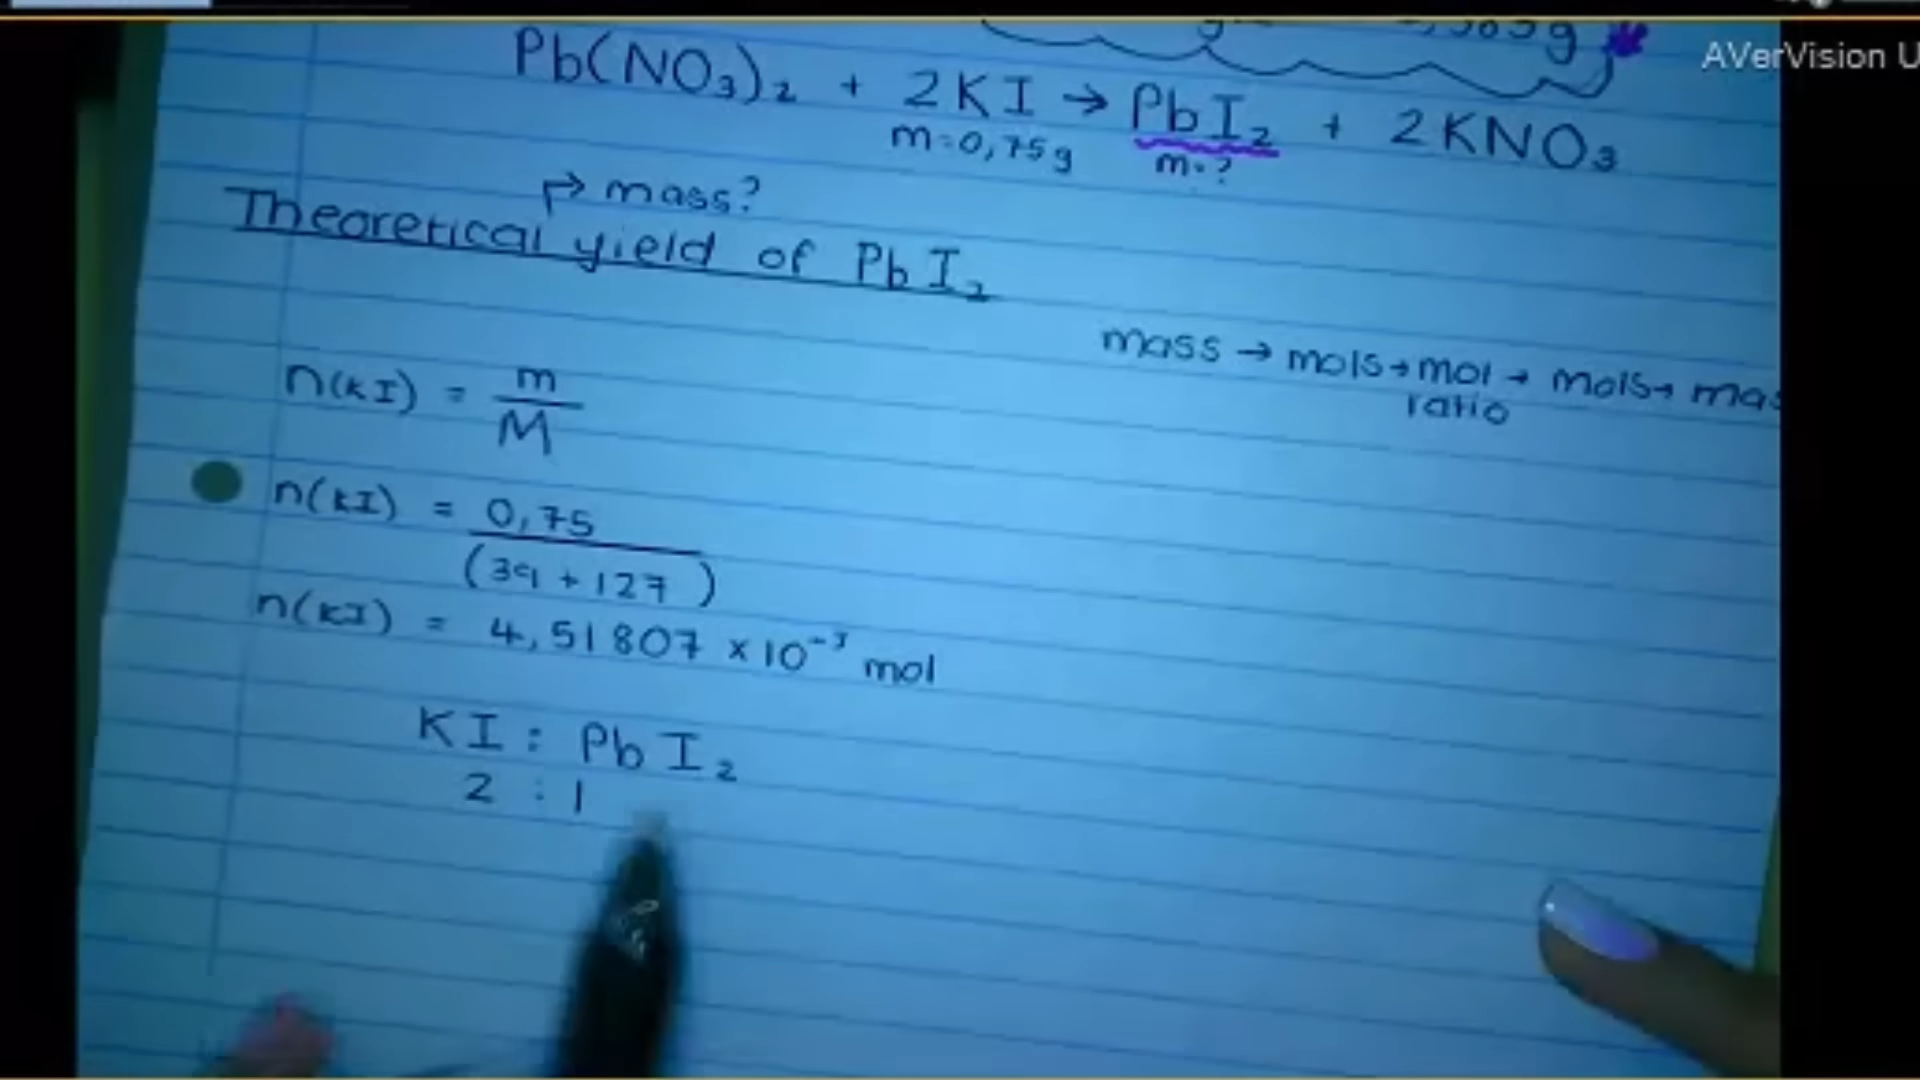 AVerVision U
Pb(NO₃)₂ + 2KI → PbI₂ + 2KNO₃
m=0,75g m=?
↱ mass?
Theoretical yield of PbI₂
mass → mols → mol → mols →
ratio
n(KI) = m
M
n(KI) = 0,75
(39 + 127)
n(KI) = 4,51807 × 10⁻³ mol
KI : PbI₂
2 : 1